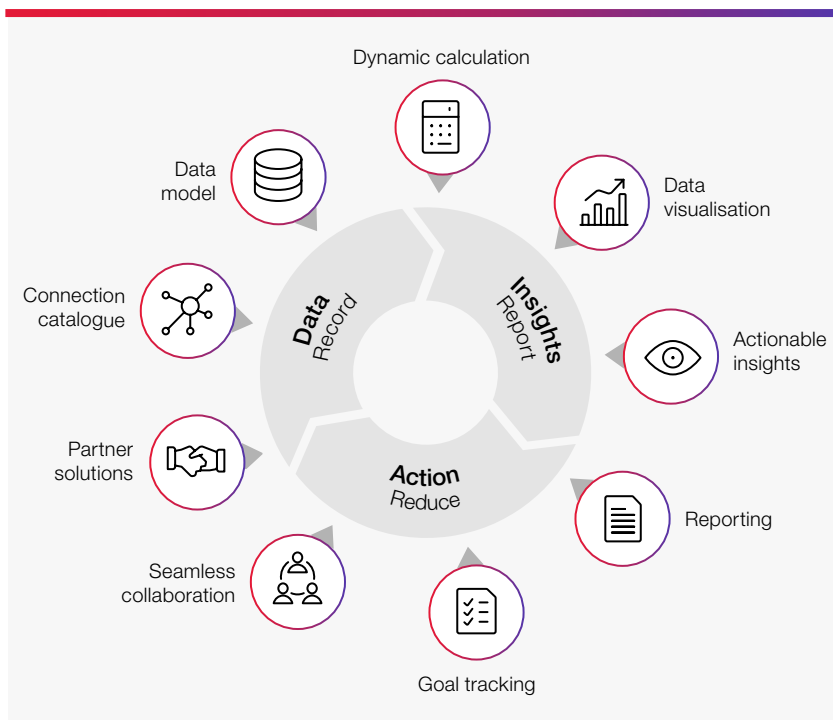 Dynamic calculation
Data
model
Data
visualisation
Connection
catalogue
Data
Record
Insights
Report
Actionable
insights
Partner
solutions
Action
Reduce
Reporting
Seamless
collaboration
Goal tracking